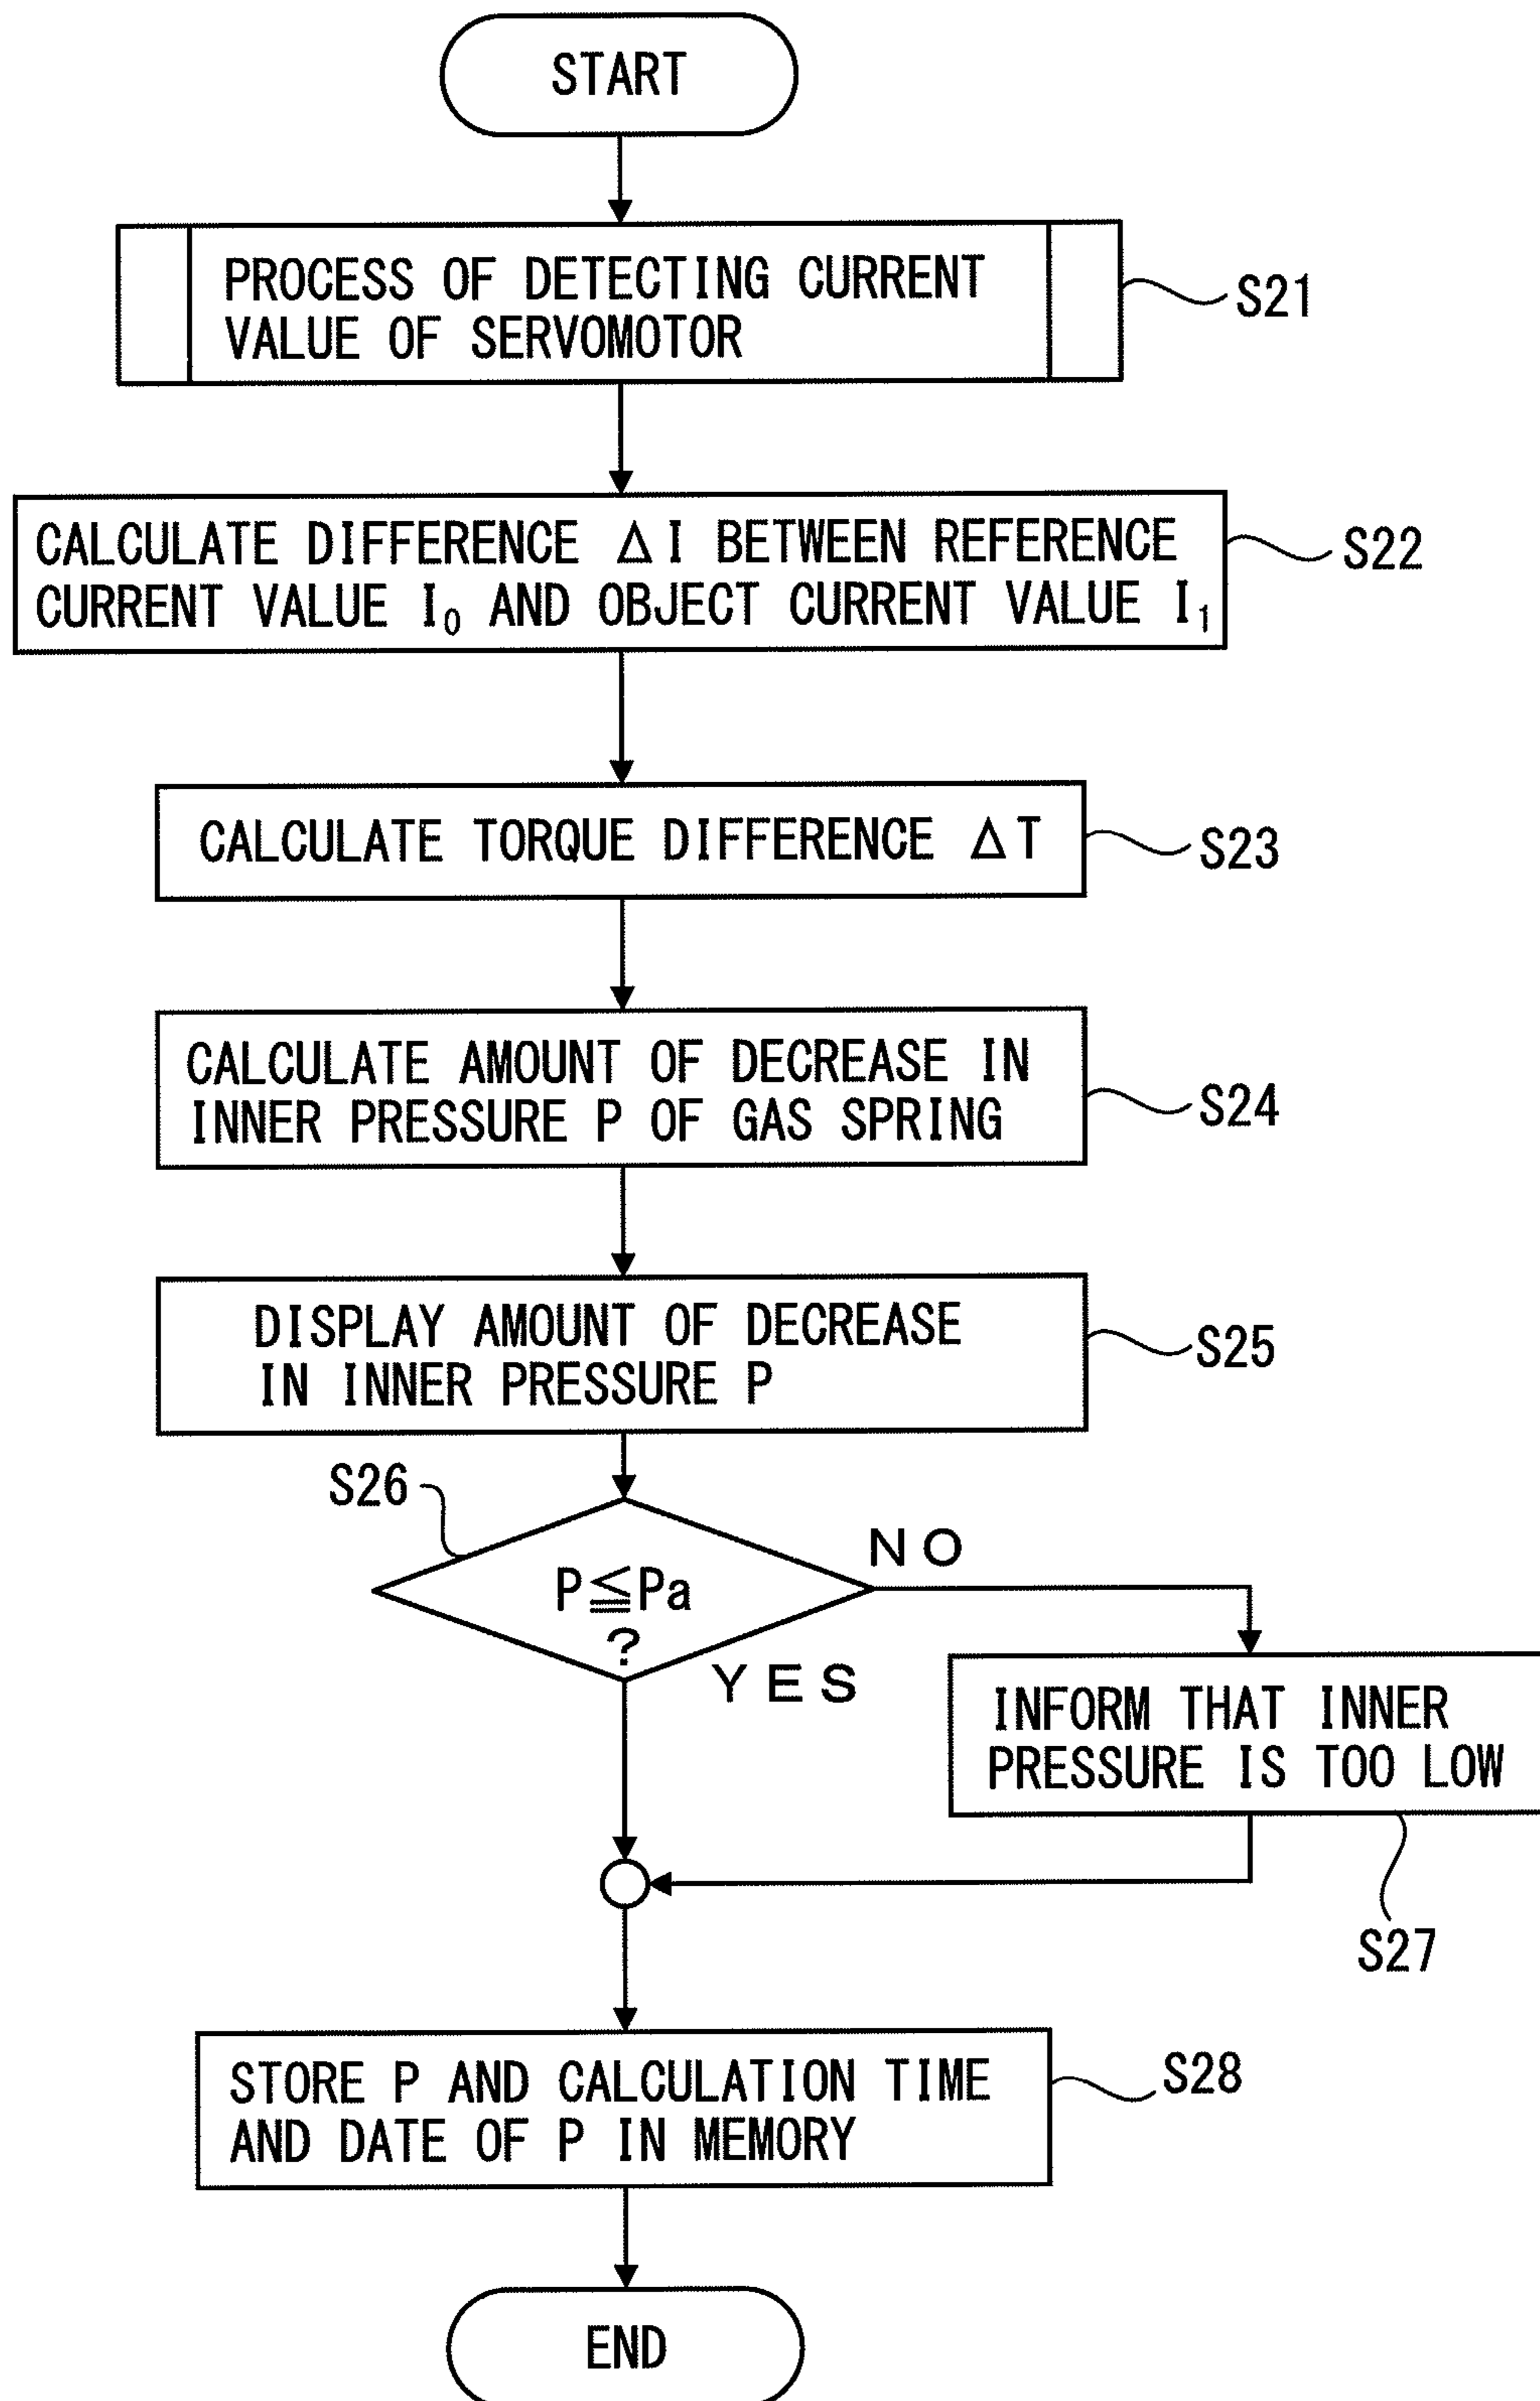 START
PROCESS OF DETECTING CURRENT
VALUE OF SERVOMOTOR
S21
CALCULATE DIFFERENCE ΔI BETWEEN REFERENCE
CURRENT VALUE I₀ AND OBJECT CURRENT VALUE I₁
S22
CALCULATE TORQUE DIFFERENCE ΔT
S23
CALCULATE AMOUNT OF DECREASE IN
INNER PRESSURE P OF GAS SPRING
S24
DISPLAY AMOUNT OF DECREASE
IN INNER PRESSURE P
S25
S26
P≦Pa
?
NO
YES
INFORM THAT INNER
PRESSURE IS TOO LOW
S27
STORE P AND CALCULATION TIME
AND DATE OF P IN MEMORY
S28
END